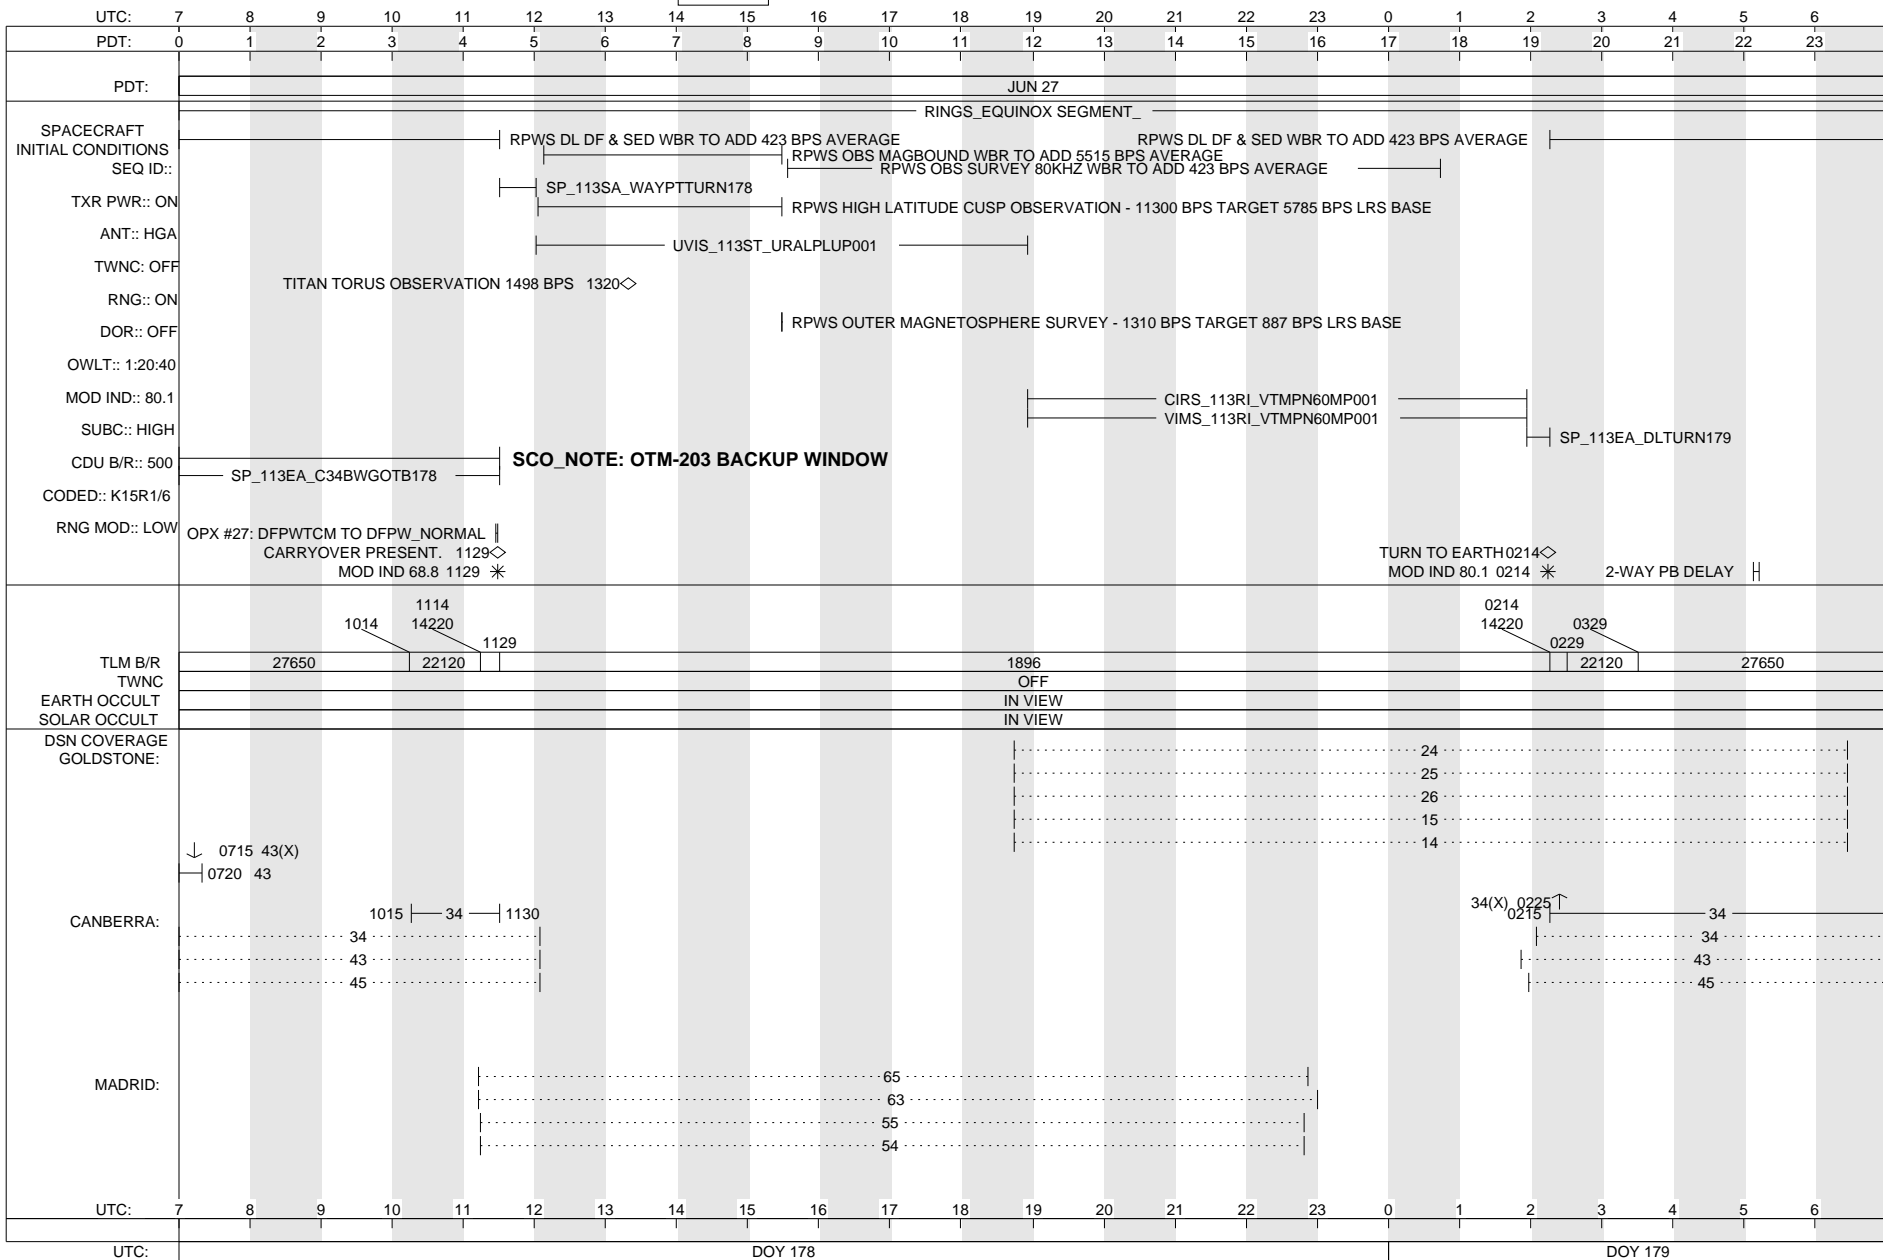 UTC: 7 8 9 10 11 12 13 14 15 16 17 18 19 20 21 22 23 0 1 2 3 4 5 6
PDT: 0 1 2 3 4 5 6 7 8 9 10 11 12 13 14 15 16 17 18 19 20 21 22 23
PDT: JUN 27
RINGS_EQUINOX SEGMENT_
SPACECRAFT
INITIAL CONDITIONS
RPWS DL DF & SED WBR TO ADD 423 BPS AVERAGE
RPWS DL DF & SED WBR TO ADD 423 BPS AVERAGE
RPWS OBS MAGBOUND WBR TO ADD 5515 BPS AVERAGE
SEQ ID::
RPWS OBS SURVEY 80KHZ WBR TO ADD 423 BPS AVERAGE
SP_113SA_WAYPTTURN178
TXR PWR:: ON
RPWS HIGH LATITUDE CUSP OBSERVATION - 11300 BPS TARGET 5785 BPS LRS BASE
ANT:: HGA
UVIS_113ST_URALPLUP001
TWNC: OFF
TITAN TORUS OBSERVATION 1498 BPS 1320
RNG:: ON
RPWS OUTER MAGNETOSPHERE SURVEY - 1310 BPS TARGET 887 BPS LRS BASE
DOR:: OFF
OWLT:: 1:20:40
MOD IND:: 80.1
CIRS_113RI_VTMPN60MP001
VIMS_113RI_VTMPN60MP001
SUBC:: HIGH
SP_113EA_DLTURN179
CDU B/R:: 500
SCO_NOTE: OTM-203 BACKUP WINDOW
SP_113EA_C34BWGOTB178
CODED:: K15R1/6
RNG MOD:: LOW
OPX #27: DFPWTCM TO DFPW_NORMAL
CARRYOVER PRESENT. 1129
TURN TO EARTH 0214
MOD IND 68.8 1129
MOD IND 80.1 0214
2-WAY PB DELAY
1114 0214
1014 14220 14220 0329
1129 0229
TLM B/R 27650 22120 1896 22120 27650
TWNC OFF
EARTH OCCULT IN VIEW
SOLAR OCCULT IN VIEW
DSN COVERAGE
GOLDSTONE:
24
25
26
15
14
0715 43(X)
0720 43
34(X) 0225
CANBERRA: 1015 34 1130 0215 34
34 34
43 43
45 45
MADRID:
65
63
55
54
UTC: 7 8 9 10 11 12 13 14 15 16 17 18 19 20 21 22 23 0 1 2 3 4 5 6
UTC: DOY 178 DOY 179